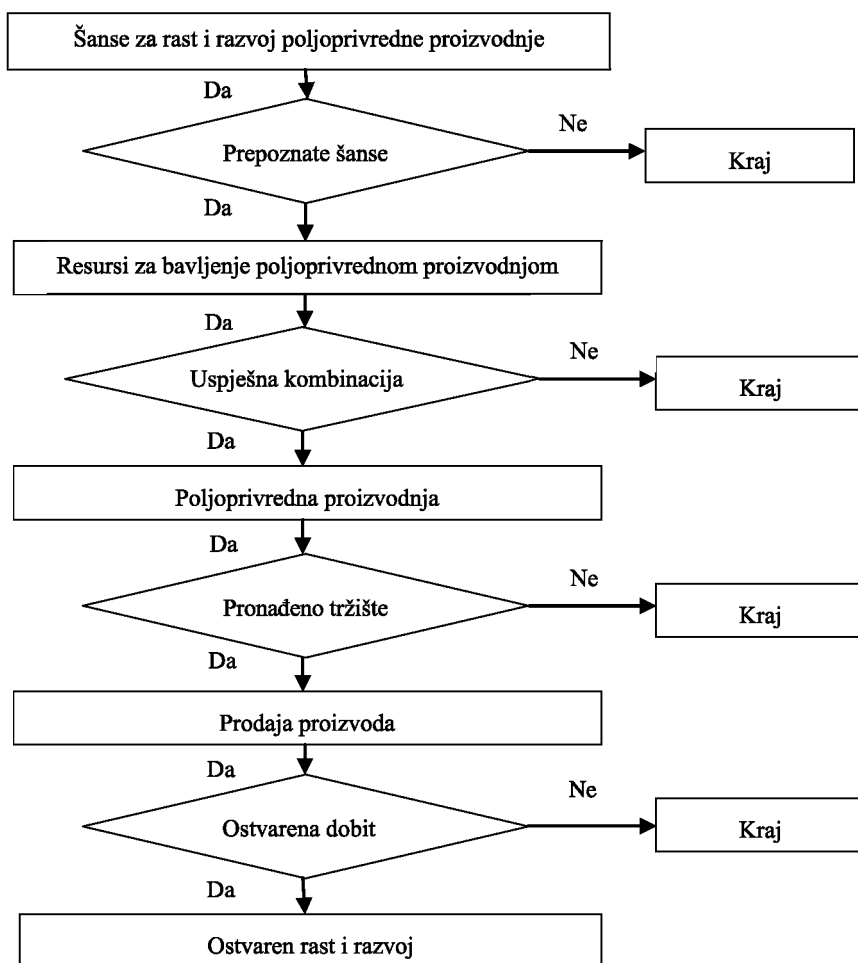 Šanse za rast i razvoj poljoprivredne proizvodnje
Da
Ne
Prepoznate šanse
Kraj
Da
Resursi za bavljenje poljoprivrednom proizvodnjom
Da
Ne
Uspješna kombinacija
Kraj
Da
Poljoprivredna proizvodnja
Da
Ne
Pronađeno tržište
Kraj
Da
Prodaja proizvoda
Da
Ne
Ostvarena dobit
Kraj
Da
Ostvaren rast i razvoj